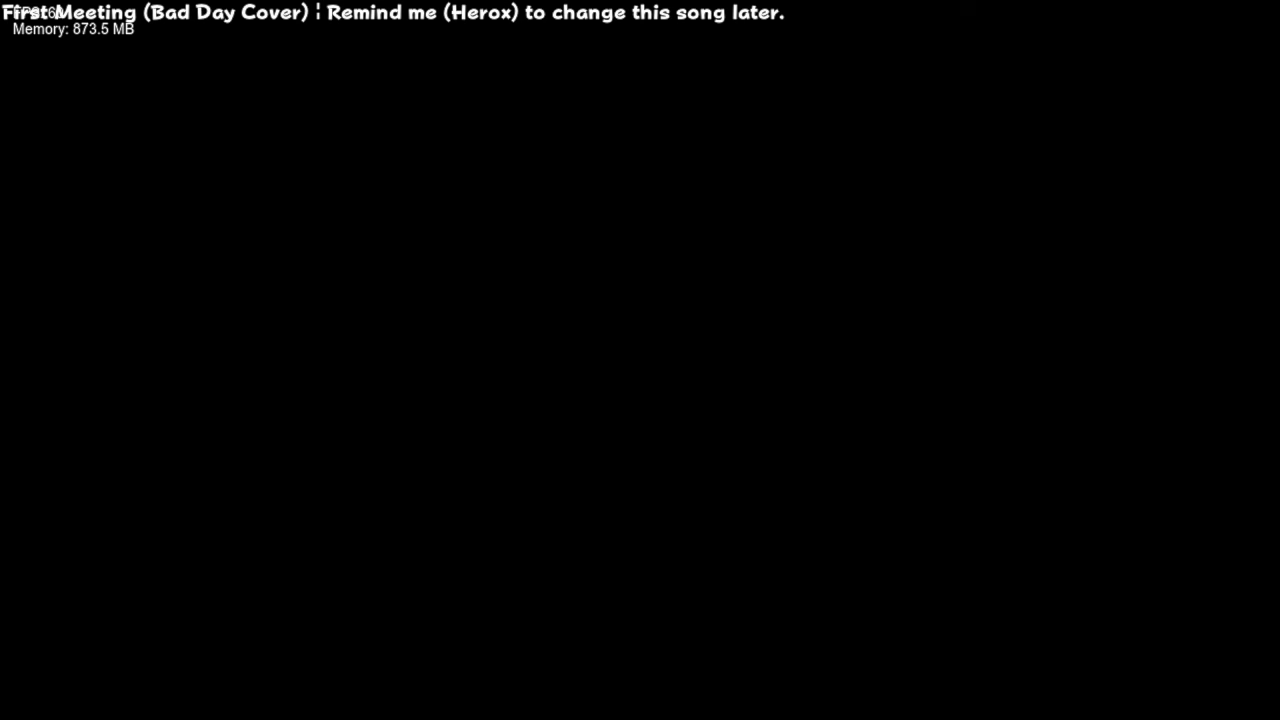 First Meeting (Bad Day Cover) ¦ Remind me (Herox) to change this song later.
Memory: 873.5 MB